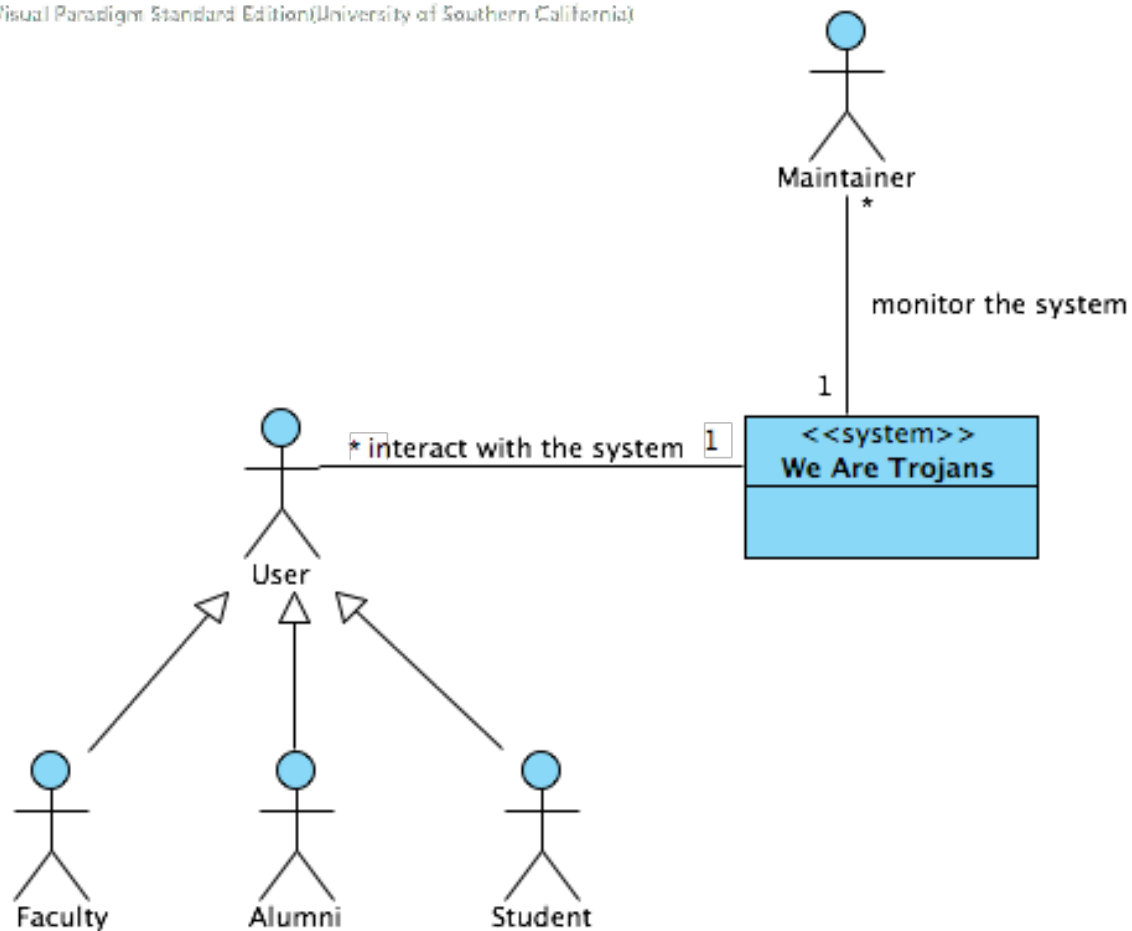 Visual Paradigm Standard Edition(University of Southern California)
Maintainer
*
monitor the system
1
* interact with the system 1
<<system>>
We Are Trojans
User
Faculty
Alumni
Student